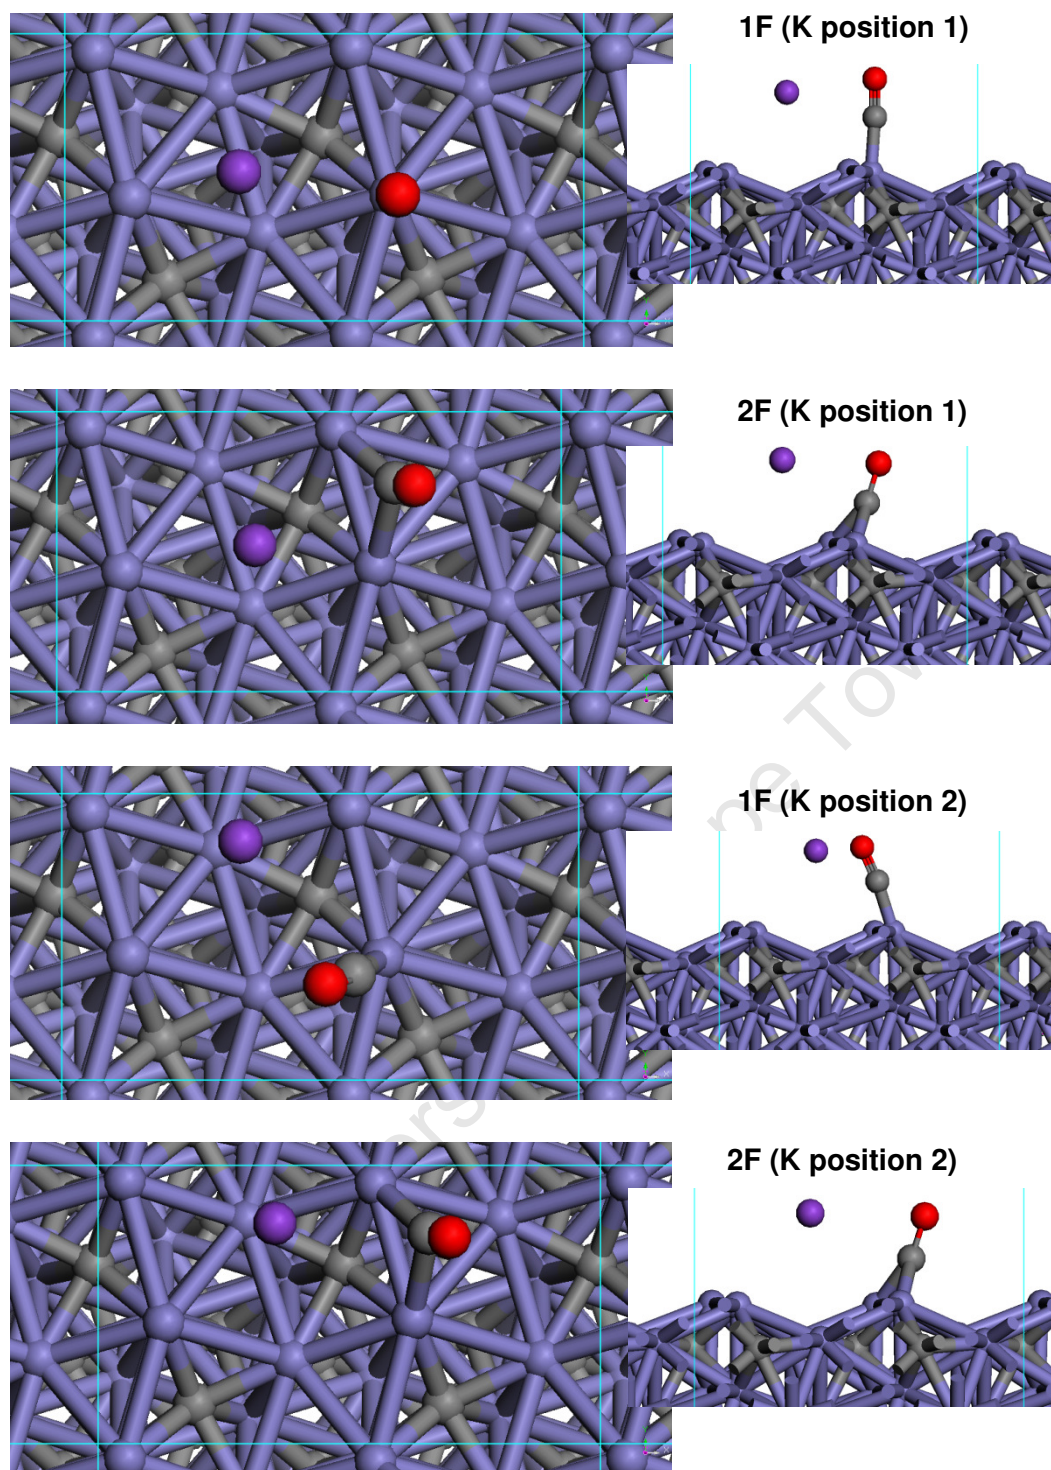 1F (K position 1)
2F (K position 1)
1F (K position 2)
2F (K position 2)